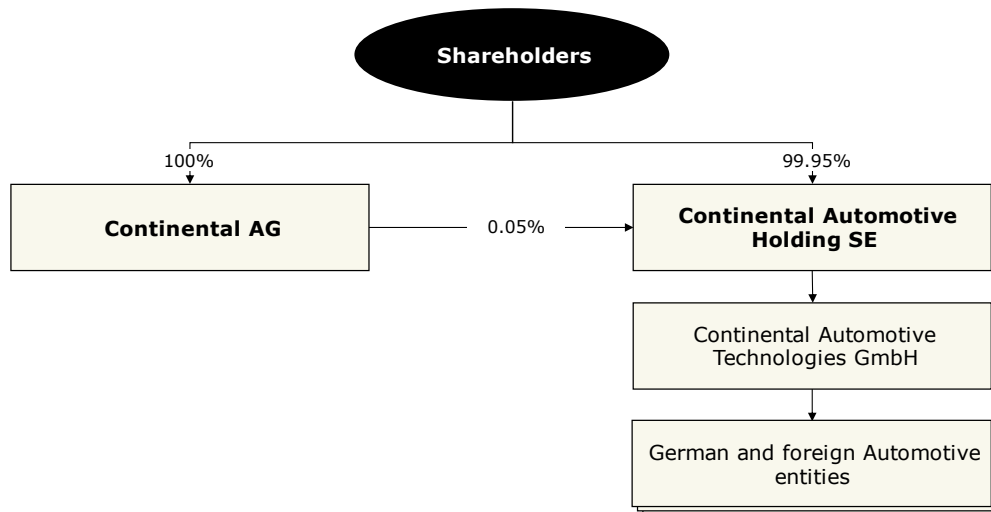 Shareholders
100%
99.95%
Continental AG
0.05%
Continental Automotive
Holding SE
Continental Automotive
Technologies GmbH
German and foreign Automotive
entities